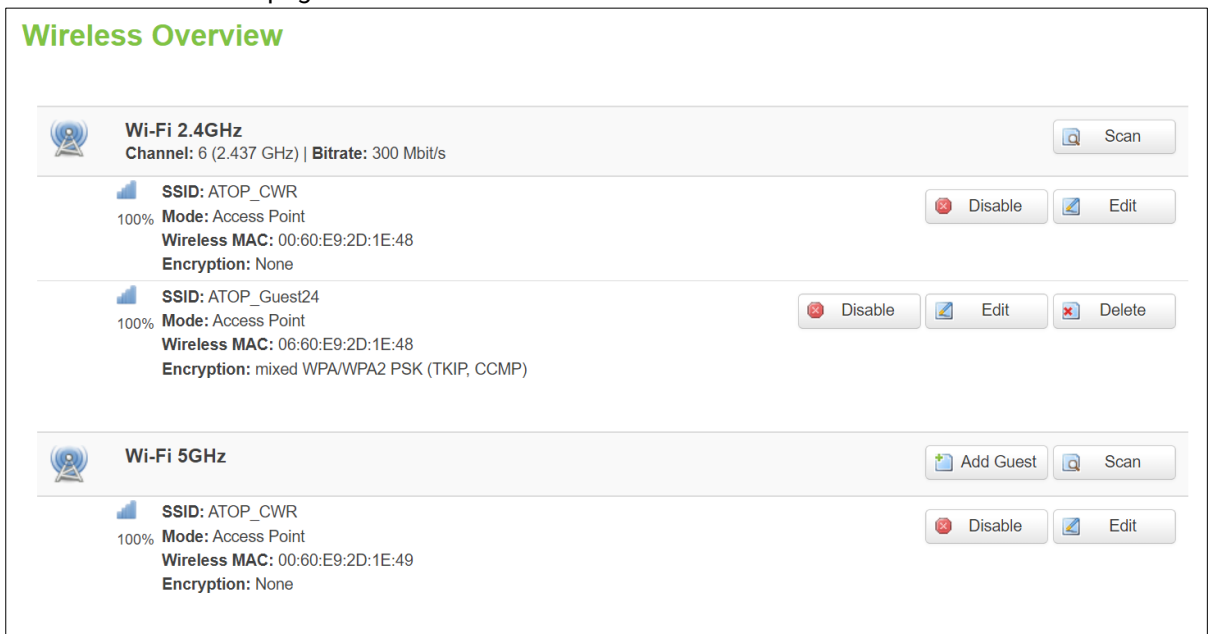 Wireless Overview
Wi-Fi 2.4GHz
Channel: 6 (2.437 GHz) | Bitrate: 300 Mbit/s
Scan
SSID: ATOP_CWR
100% Mode: Access Point
Wireless MAC: 00:60:E9:2D:1E:48
Encryption: None
Disable Edit
SSID: ATOP_Guest24
100% Mode: Access Point
Wireless MAC: 06:60:E9:2D:1E:48
Encryption: mixed WPA/WPA2 PSK (TKIP, CCMP)
Disable Edit Delete
Wi-Fi 5GHz
Add Guest Scan
SSID: ATOP_CWR
100% Mode: Access Point
Wireless MAC: 00:60:E9:2D:1E:49
Encryption: None
Disable Edit